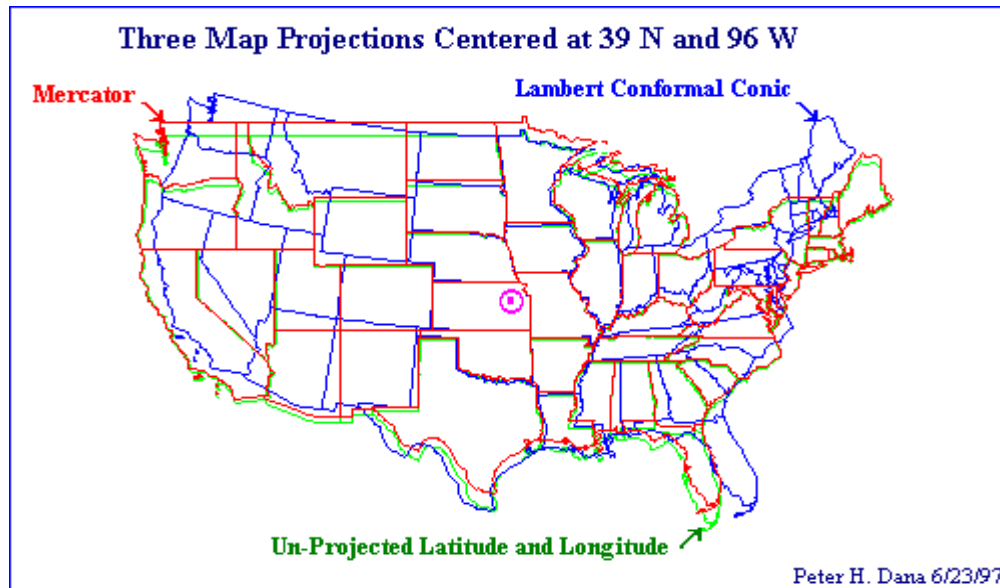 Three Map Projections Centered at 39 N and 96 W
Mercator
Lambert Conformal Conic
Un-Projected Latitude and Longitude
Peter H. Dana 6/23/97